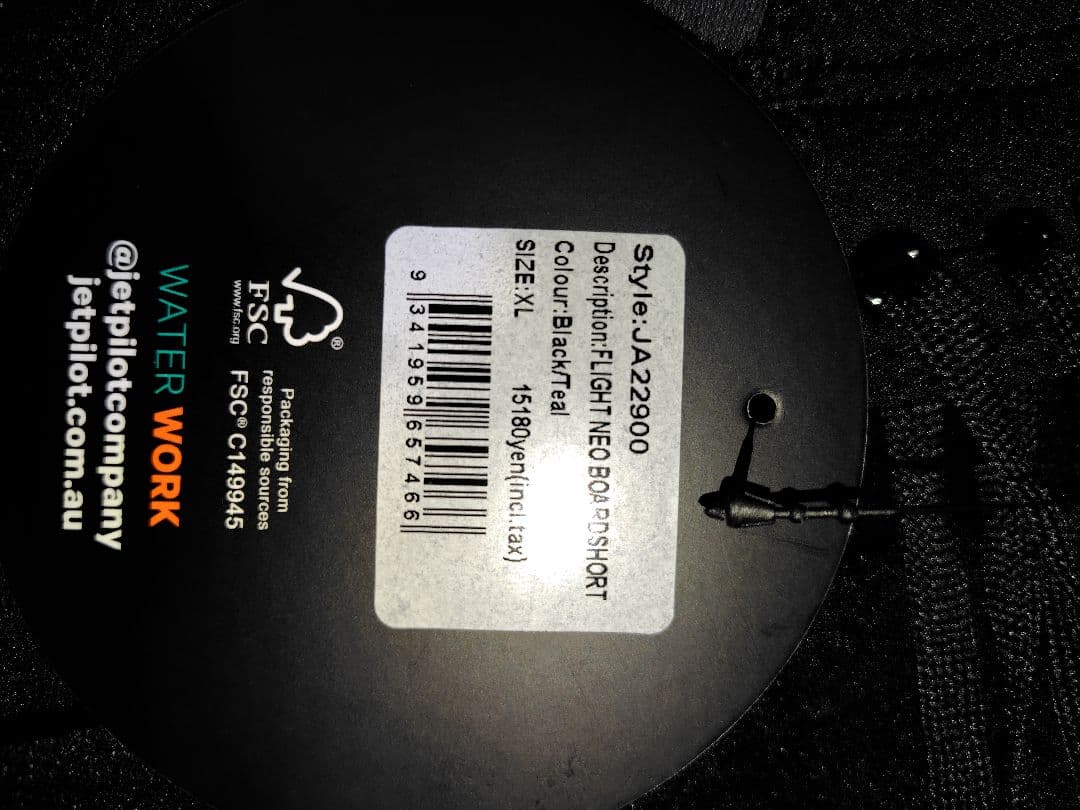 Style:JA22900
Description:FLIGHT NEO BOARDSHORT
Colour:Black/Teal
SIZE:XL 15180yen(incl.tax)
9 341959 657466
®
FSC
www.fsc.org
Packaging from
responsible sources
FSC® C149945
WATER WORK
@jetpilotcompany
jetpilot.com.au